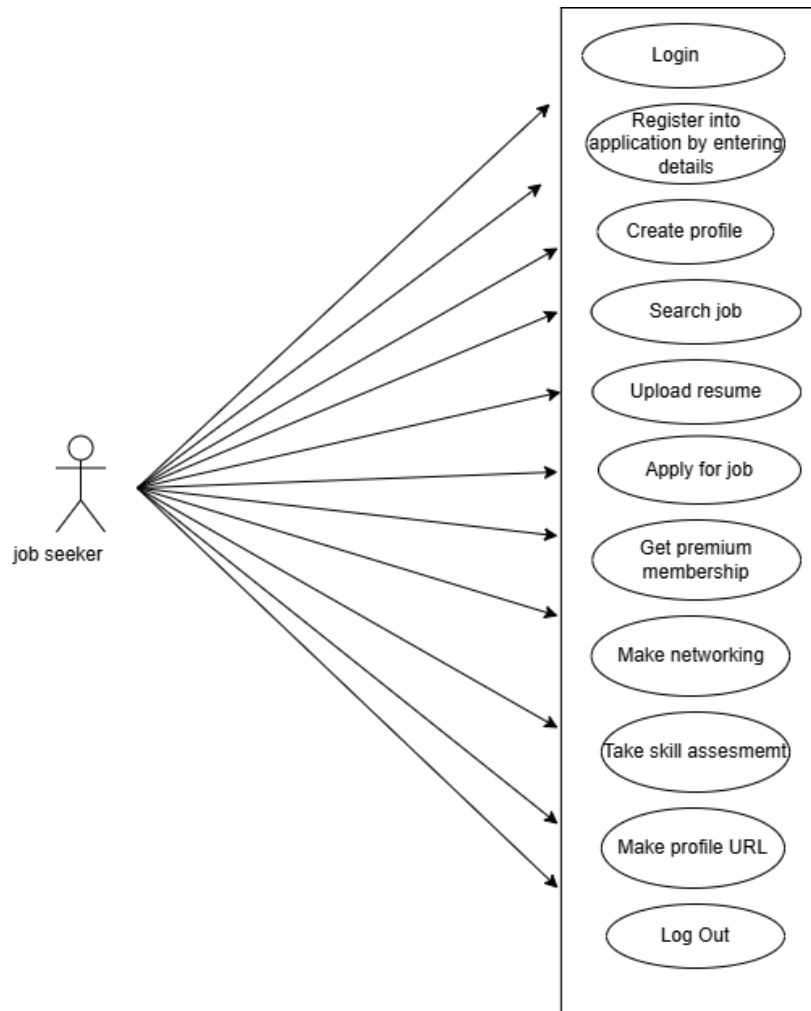 Login
Register into
application by entering
details
Create profile
Search job
Upload resume
Apply for job
Get premium
membership
Make networking
Take skill assesmemt
Make profile URL
Log Out
job seeker